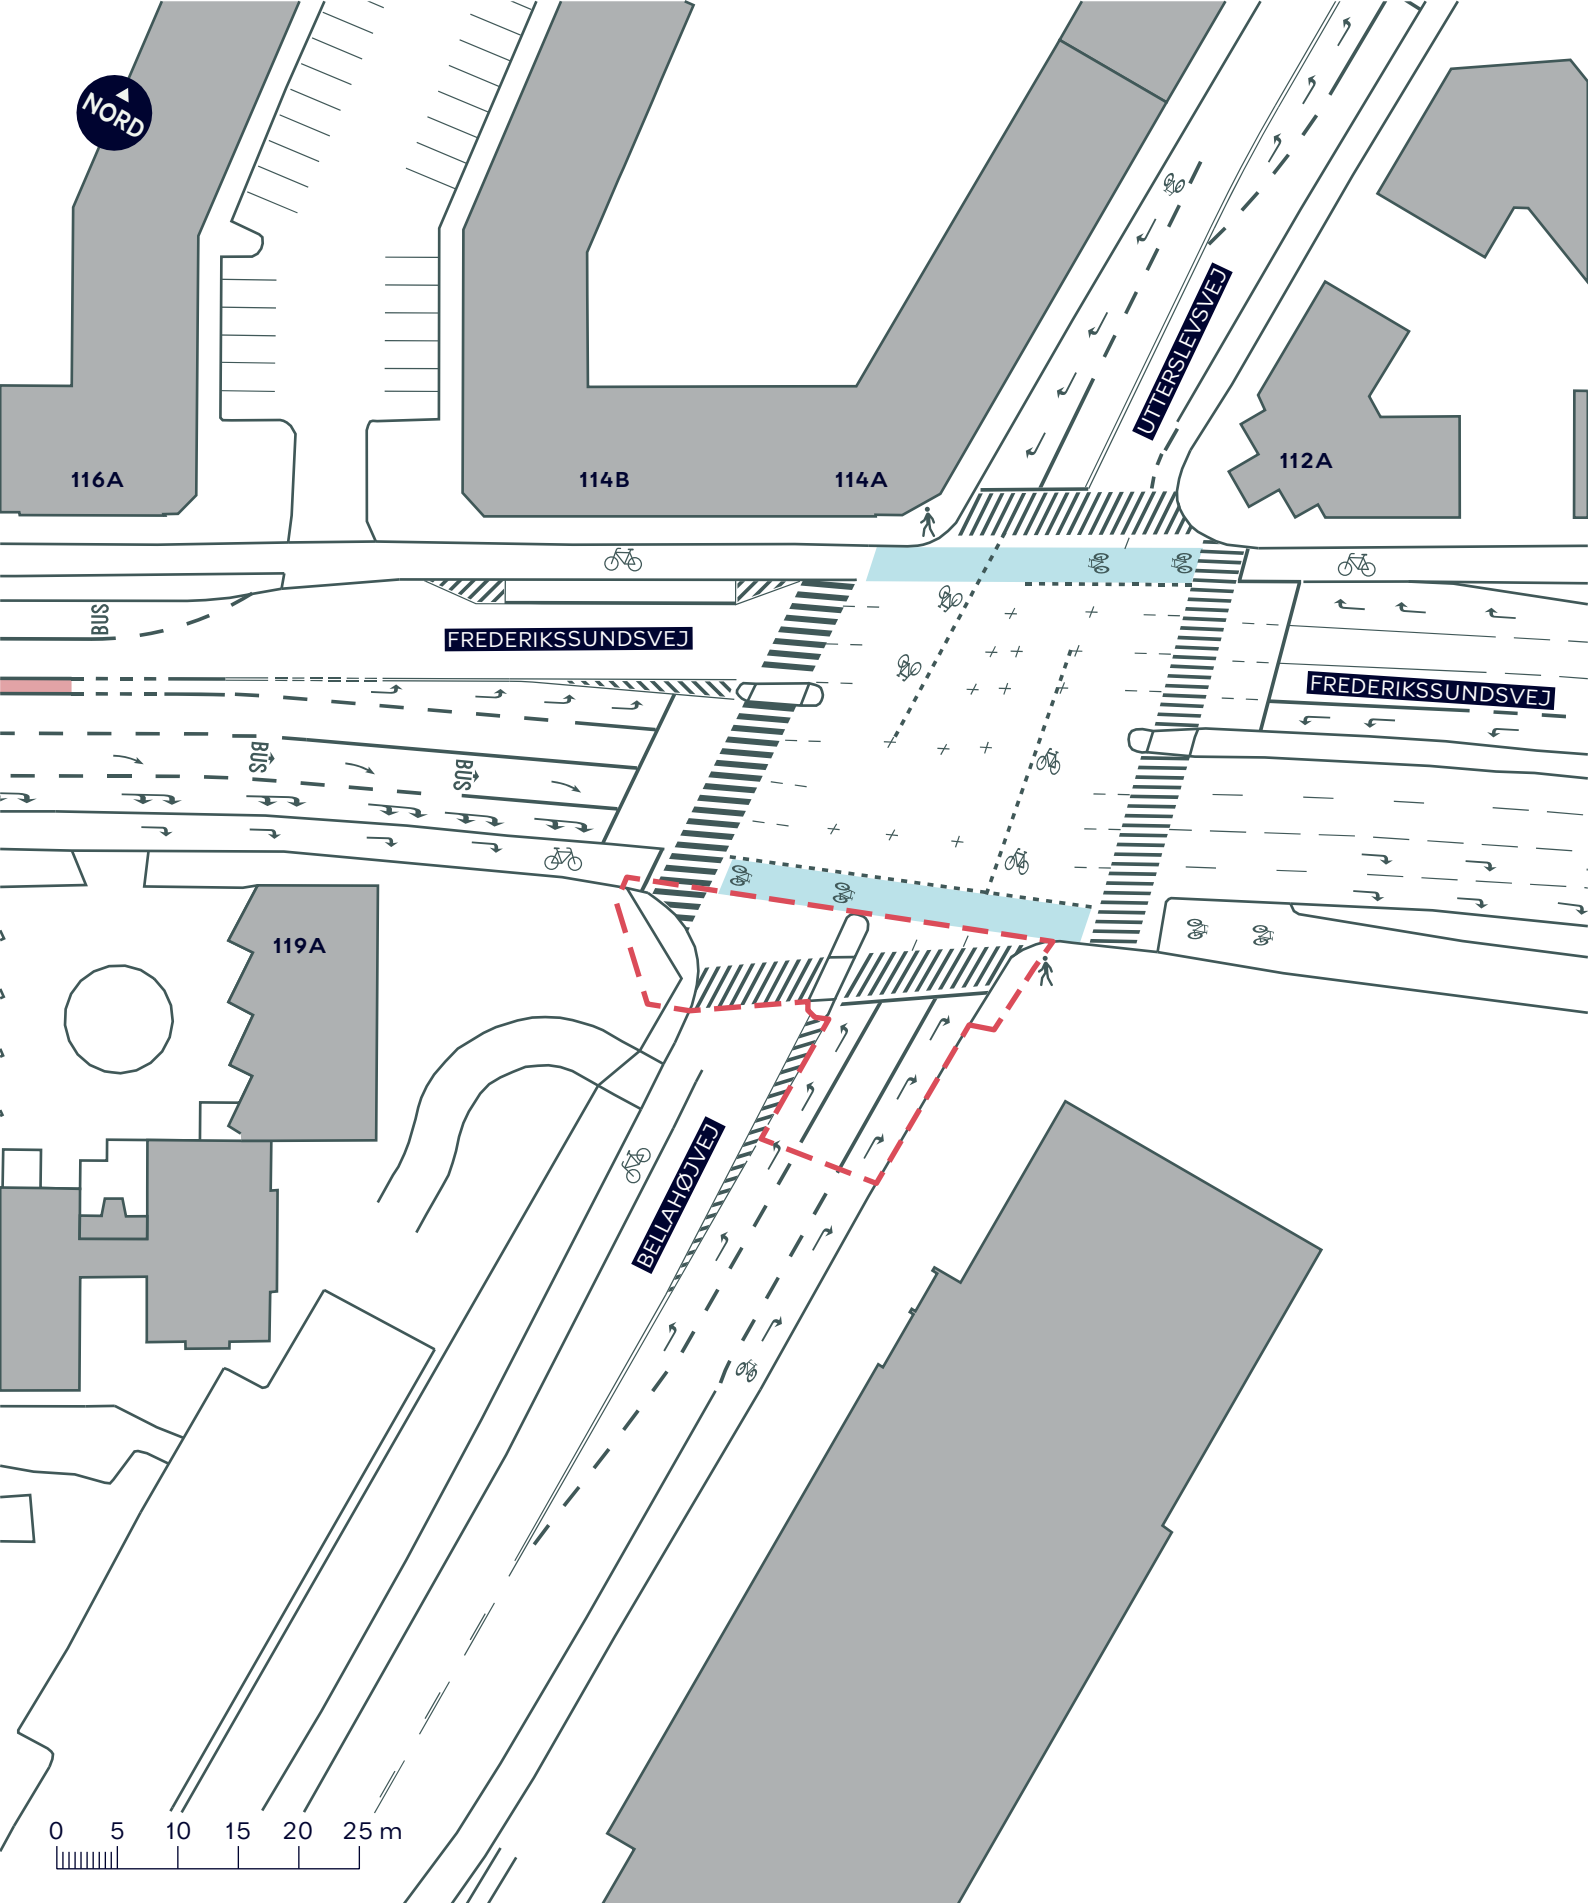 NORD
UTTERSLEVSVEJ
116A
114B
114A
112A
BUS
FREDERIKSSUNDSVEJ
FREDERIKSSUNDSVEJ
BUS
BUS
119A
BELLAHØJVEJ
0 5 10 15 20 25 m